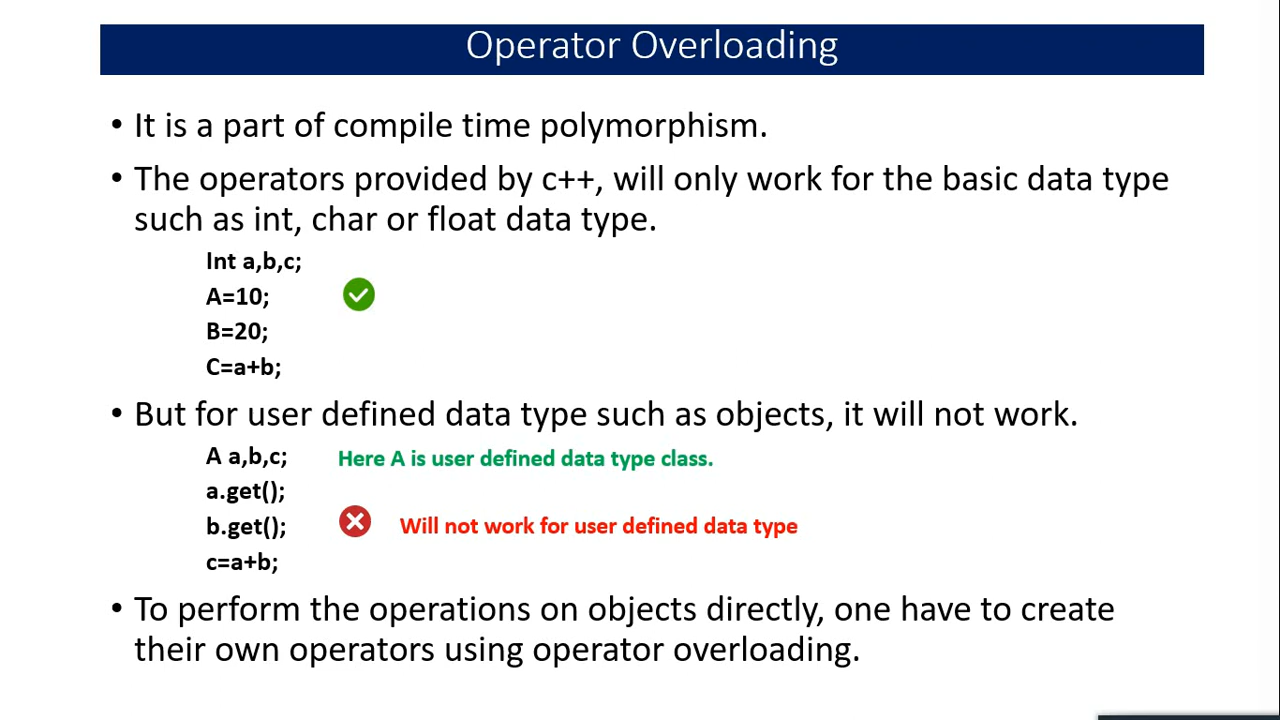 Operator Overloading
• It is a part of compile time polymorphism.
• The operators provided by c++, will only work for the basic data type
such as int, char or float data type.
Int a,b,c;
A=10;
B=20;
C=a+b;
• But for user defined data type such as objects, it will not work.
A a,b,c; Here A is user defined data type class.
a.get();
b.get(); Will not work for user defined data type
c=a+b;
• To perform the operations on objects directly, one have to create
their own operators using operator overloading.